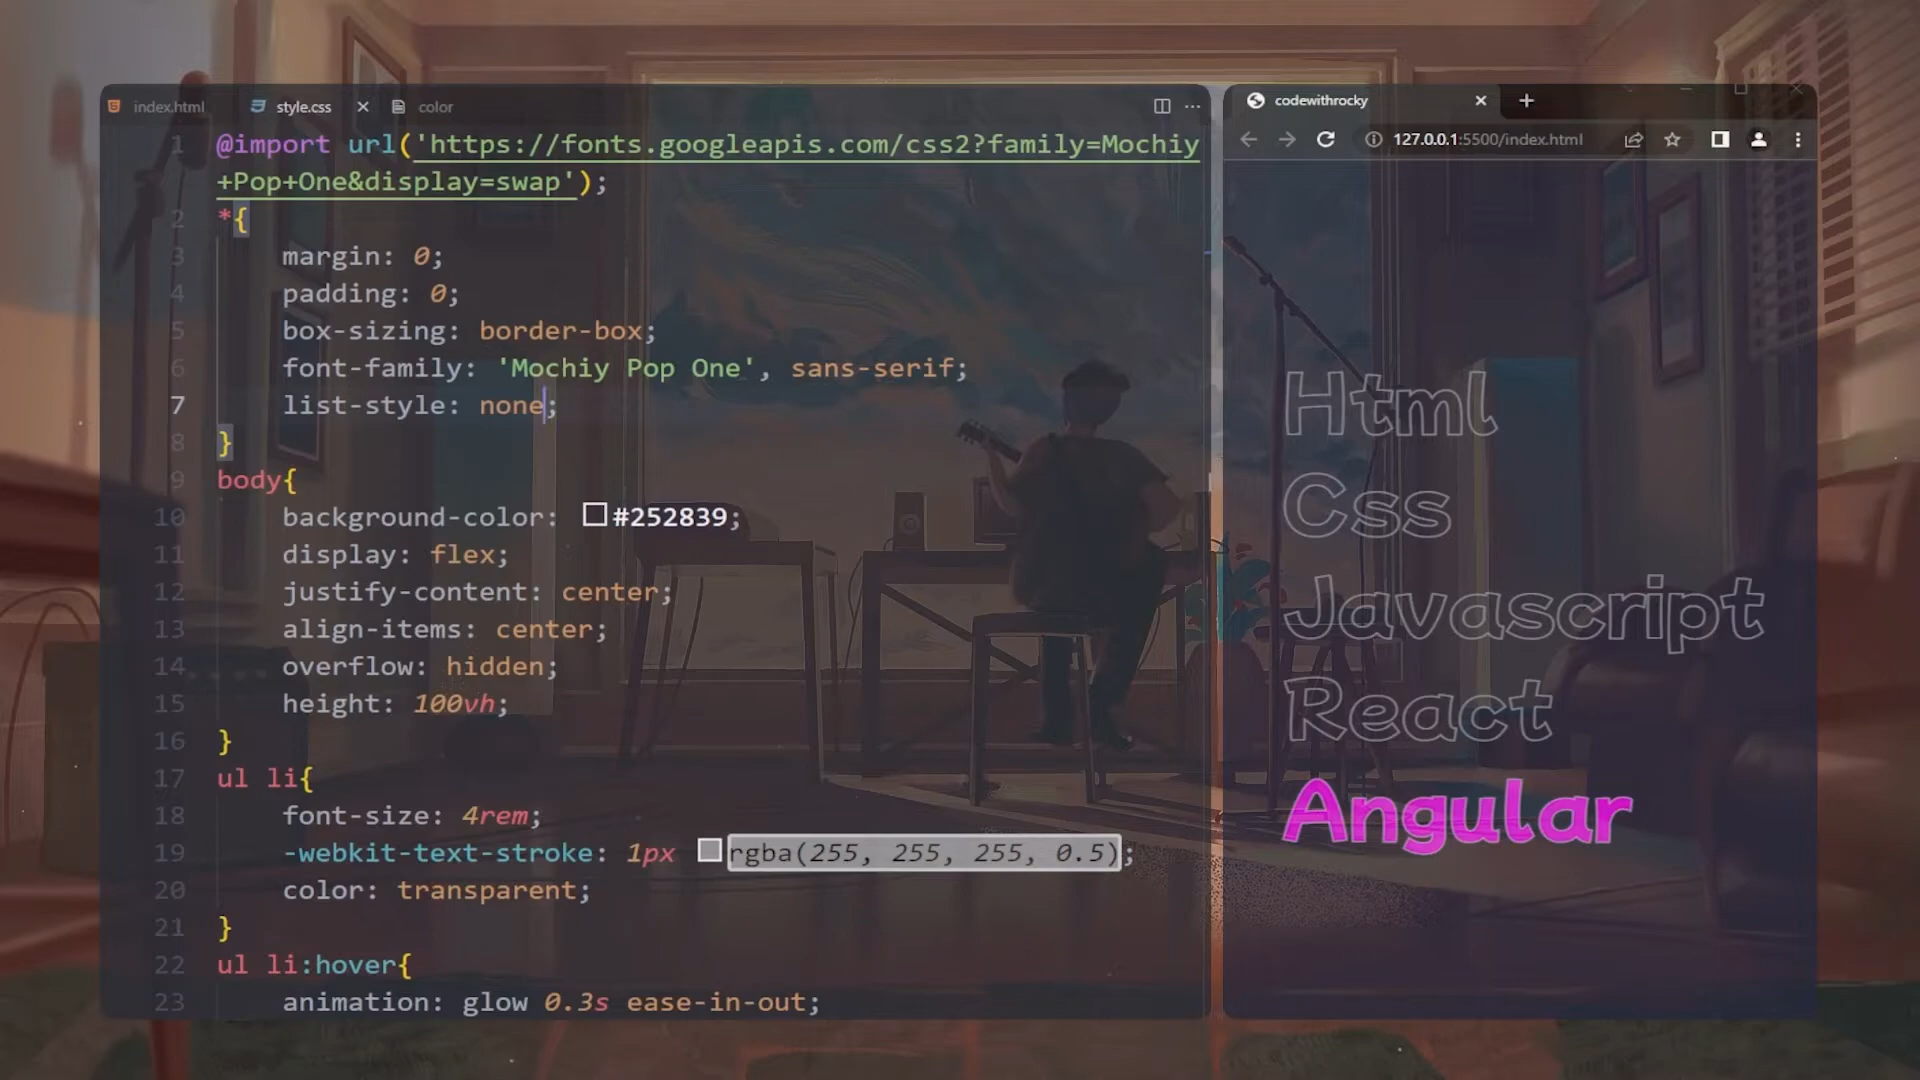 index.html style.css color
1 @import url('https://fonts.googleapis.com/css2?family=Mochiy
+Pop+One&display=swap');
2 *{
3 margin: 0;
4 padding: 0;
5 box-sizing: border-box;
6 font-family: 'Mochiy Pop One', sans-serif;
7 list-style: none;
8 }
9 body{
10 background-color: #252839;
11 display: flex;
12 justify-content: center;
13 align-items: center;
14 overflow: hidden;
15 height: 100vh;
16 }
17 ul li{
18 font-size: 4rem;
19 -webkit-text-stroke: 1px rgba(255, 255, 255, 0.5);
20 color: transparent;
21 }
22 ul li:hover{
23 animation: glow 0.3s ease-in-out;
codewithrocky
127.0.0.1:5500/index.html
Html
Css
Javascript
React
Angular